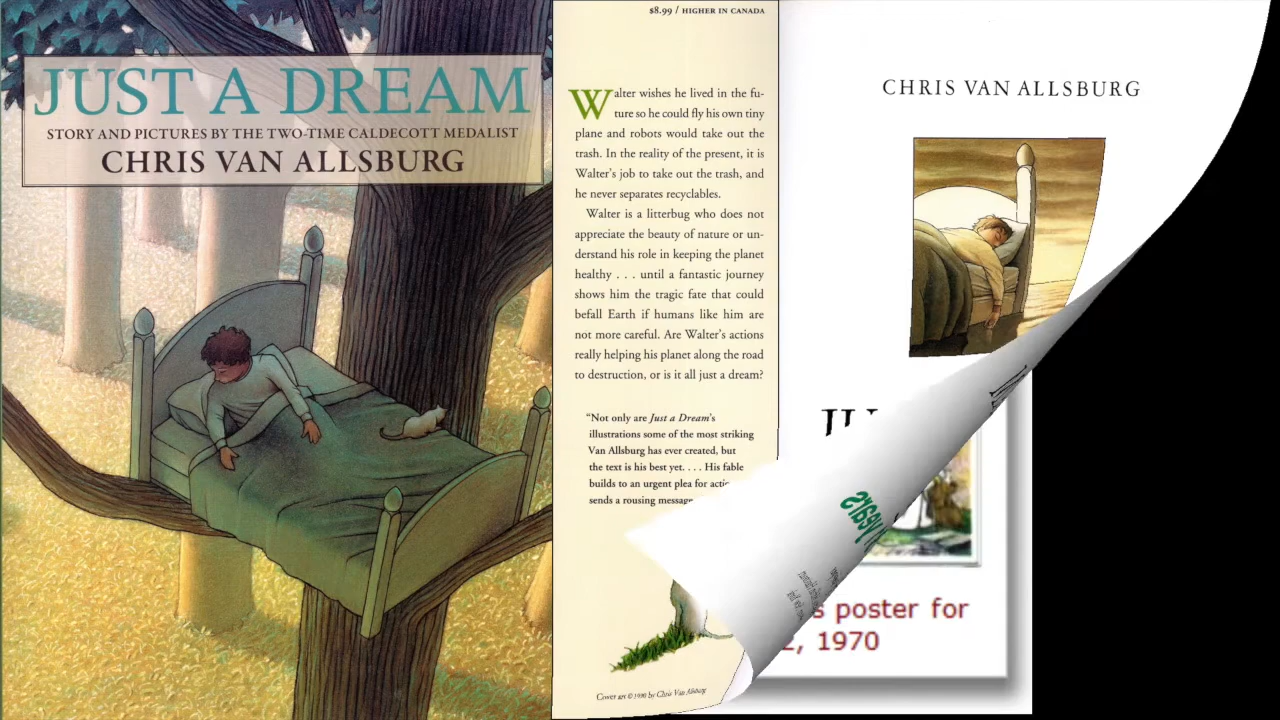 JUST A DREAM
STORY AND PICTURES BY THE TWO-TIME CALDECOTT MEDALIST
CHRIS VAN ALLSBURG
$8.99 / HIGHER IN CANADA
Walter wishes he lived in the fu-
ture so he could fly his own tiny
plane and robots would take out the
trash. In the reality of the present, it is
Walter's job to take out the trash, and
he never separates recyclables.
Walter is a litterbug who does not
appreciate the beauty of nature or un-
derstand his role in keeping the planet
healthy . . . until a fantastic journey
shows him the tragic fate that could
befall Earth if humans like him are
not more careful. Are Walter's actions
really helping his planet along the road
to destruction, or is it all just a dream?
"Not only are Just a Dream's
illustrations some of the most striking
Van Allsburg has ever created, but
the text is his best yet. . . . His fable
builds to an urgent plea for
sends a rousing message
Cover art © 1990 by Chris Van Allsburg
CHRIS VAN ALLSBURG
years
poster for
, 1970